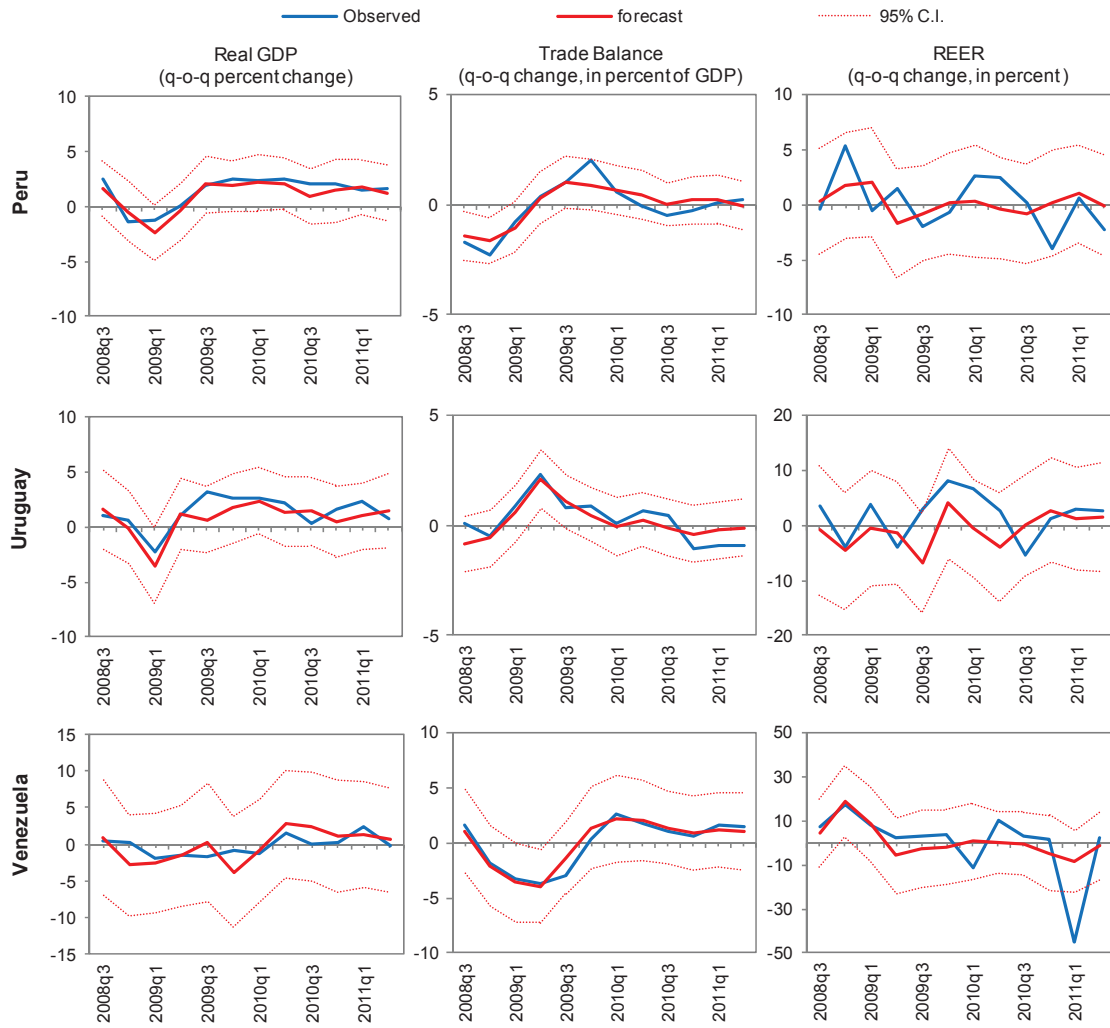 Observed forecast 95% C.I.
Real GDP Trade Balance REER
(q-o-q percent change) (q-o-q change, in percent of GDP) (q-o-q change, in percent)
Peru
10
5
0
-5
-10
2008q3 2009q1 2009q3 2010q1 2010q3 2011q1
5
0
-5
2008q3 2009q1 2009q3 2010q1 2010q3 2011q1
10
5
0
-5
-10
2008q3 2009q1 2009q3 2010q1 2010q3 2011q1
Uruguay
10
5
0
-5
-10
2008q3 2009q1 2009q3 2010q1 2010q3 2011q1
5
0
-5
2008q3 2009q1 2009q3 2010q1 2010q3 2011q1
20
10
0
-10
-20
2008q3 2009q1 2009q3 2010q1 2010q3 2011q1
Venezuela
15
10
5
0
-5
-10
-15
2008q3 2009q1 2009q3 2010q1 2010q3 2011q1
10
5
0
-5
-10
2008q3 2009q1 2009q3 2010q1 2010q3 2011q1
50
30
10
-10
-30
-50
2008q3 2009q1 2009q3 2010q1 2010q3 2011q1